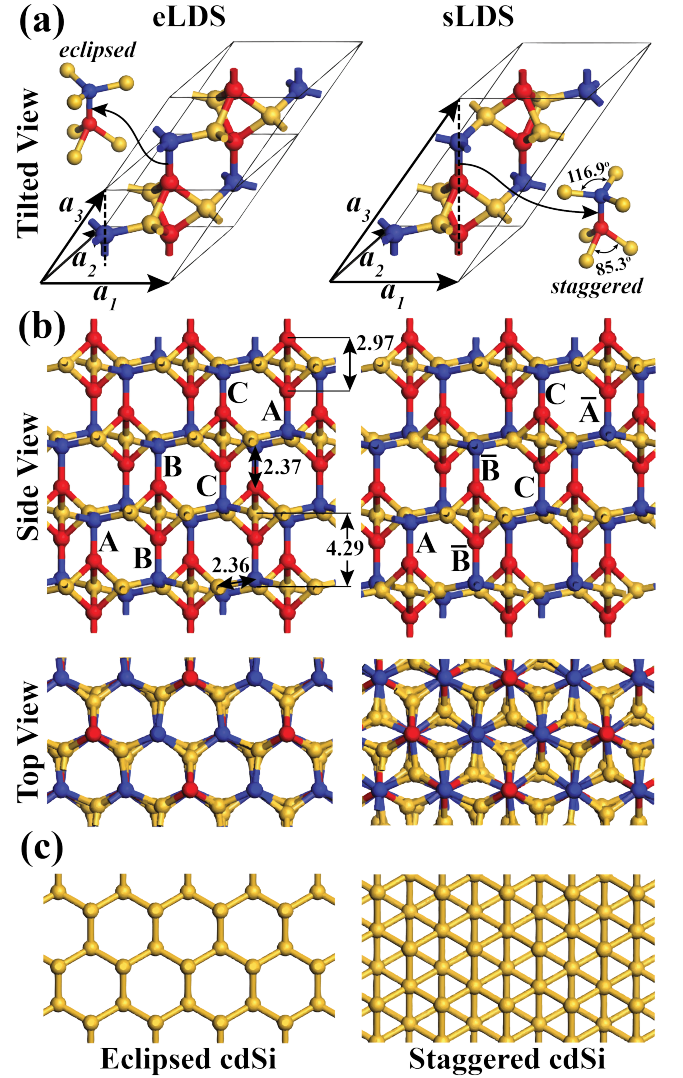 (a) eLDS sLDS
eclipsed
Tilted View
a3
a2
a1
a3
a2
a1
116.9°
85.3°
staggered
(b)
Side View
2.97
C
A
B
2.37
C
A
4.29
B
2.36
C
A̅
B̅
C
A
B̅
Top View
(c)
Eclipsed cdSi Staggered cdSi